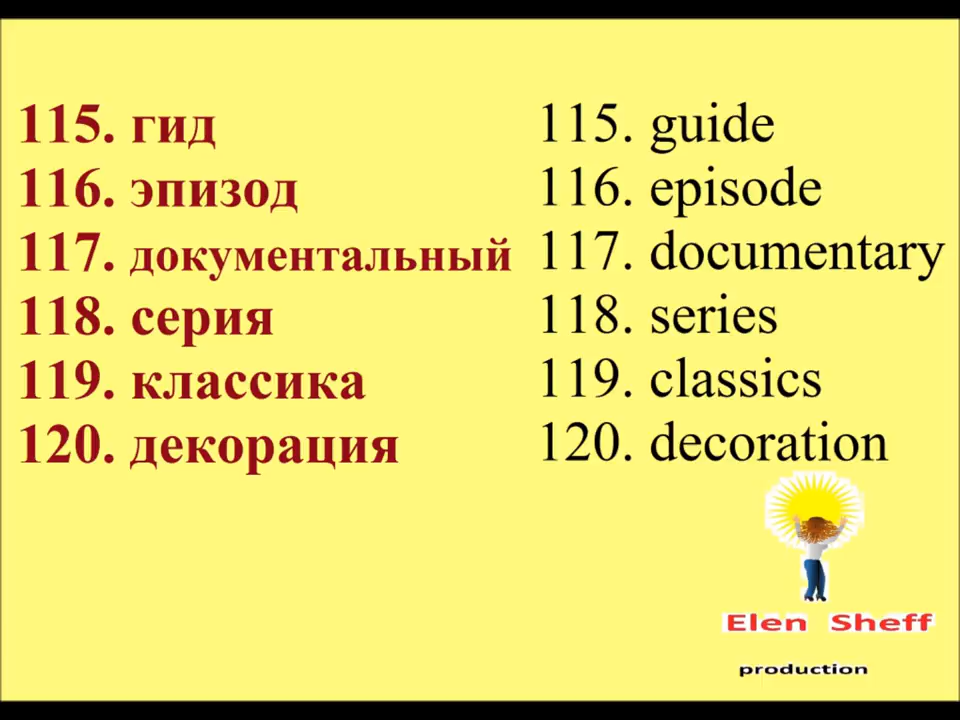 115. гид
116. эпизод
117. документальный
118. серия
119. классика
120. декорация
115. guide
116. episode
117. documentary
118. series
119. classics
120. decoration
Elen Sheff
production